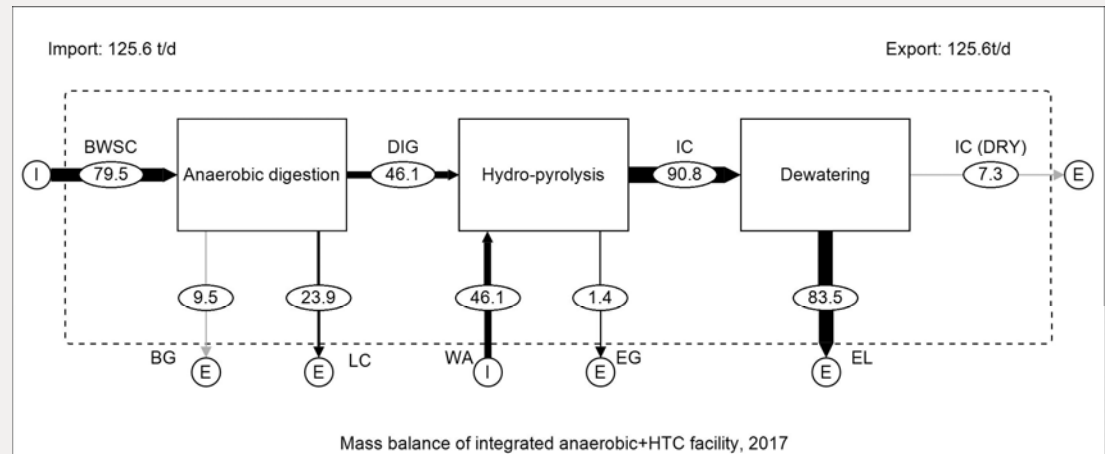 Import: 125.6 t/d
Export: 125.6t/d
BWSC
DIG
IC
IC (DRY)
I
79.5
Anaerobic digestion
46.1
Hydro-pyrolysis
90.8
Dewatering
7.3
E
9.5
23.9
46.1
1.4
83.5
BG
E
E
LC
WA
I
E
EG
E
EL
Mass balance of integrated anaerobic+HTC facility, 2017